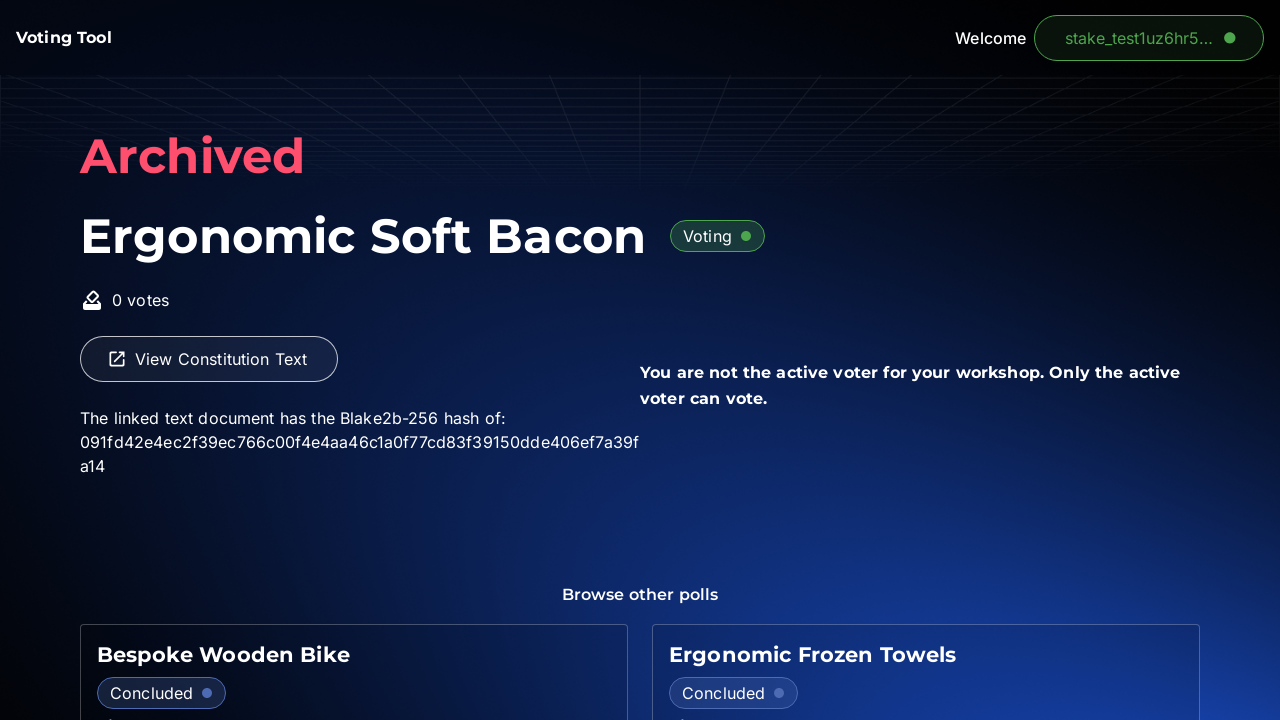 Voting Tool
Welcome
stake_test1uz6hr5...
Archived
Ergonomic Soft Bacon
Voting
0 votes
View Constitution Text
You are not the active voter for your workshop. Only the active
voter can vote.
The linked text document has the Blake2b-256 hash of:
091fd42e4ec2f39ec766c00f4e4aa46c1a0f77cd83f39150dde406ef7a39f
a14
Browse other polls
Bespoke Wooden Bike
Concluded
Ergonomic Frozen Towels
Concluded